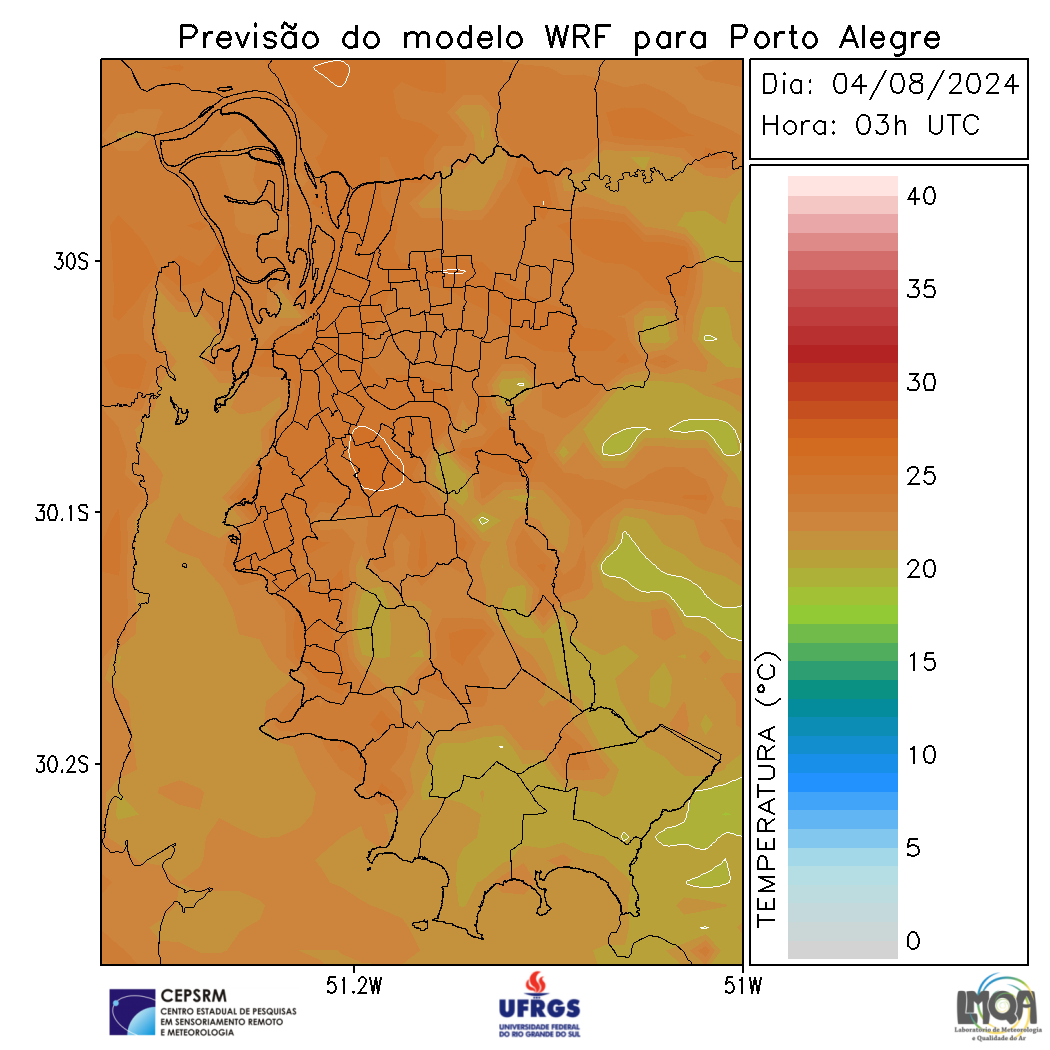 Previsão do modelo WRF para Porto Alegre
Dia: 04/08/2024
Hora: 03h UTC
40
35
30
25
20
15
10
5
0
TEMPERATURA (°C)
30S
30.1S
30.2S
51.2W
51W
CEPSRM
CENTRO ESTADUAL DE PESQUISAS
EM SENSORIAMENTO REMOTO
E METEOROLOGIA
UFRGS
UNIVERSIDADE FEDERAL
DO RIO GRANDE DO SUL
LMQA
Laboratório de Meteorologia
e Qualidade do Ar